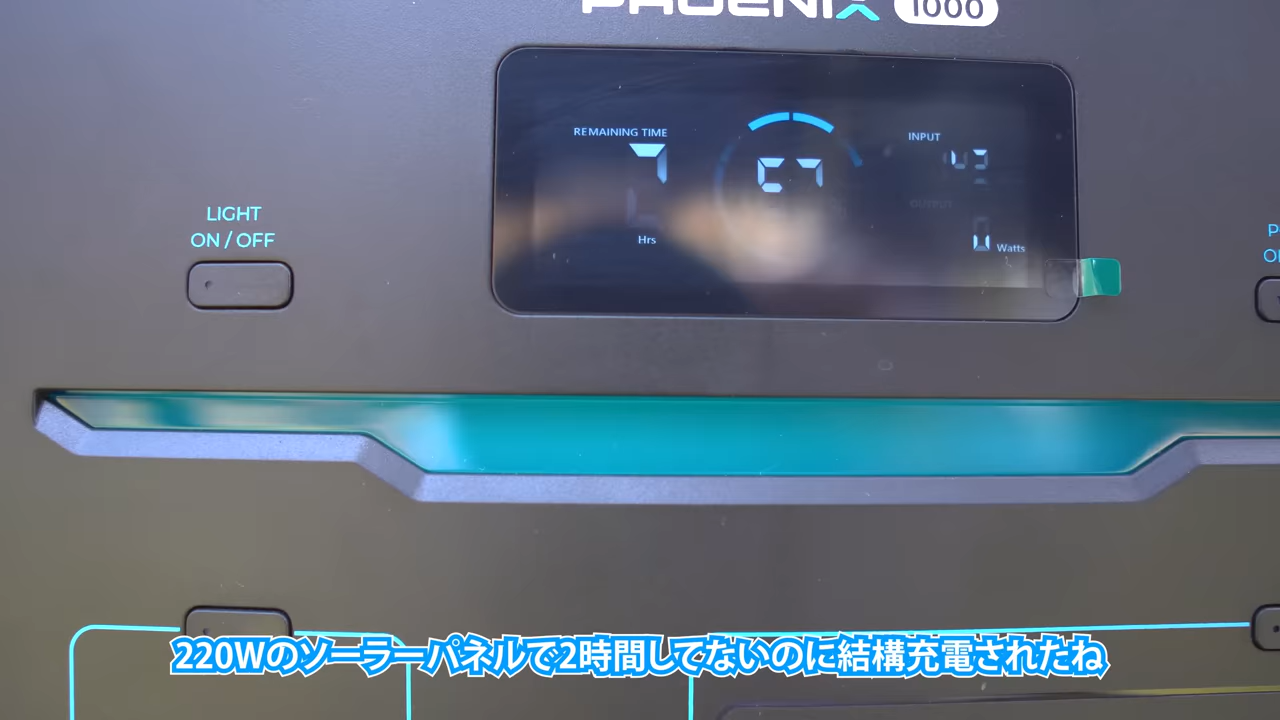 PHOENIX 1000
REMAINING TIME
Hrs
INPUT
OUTPUT
Watts
LIGHT
ON / OFF
220Wのソーラーパネルで2時間してないのに結構充電されたね